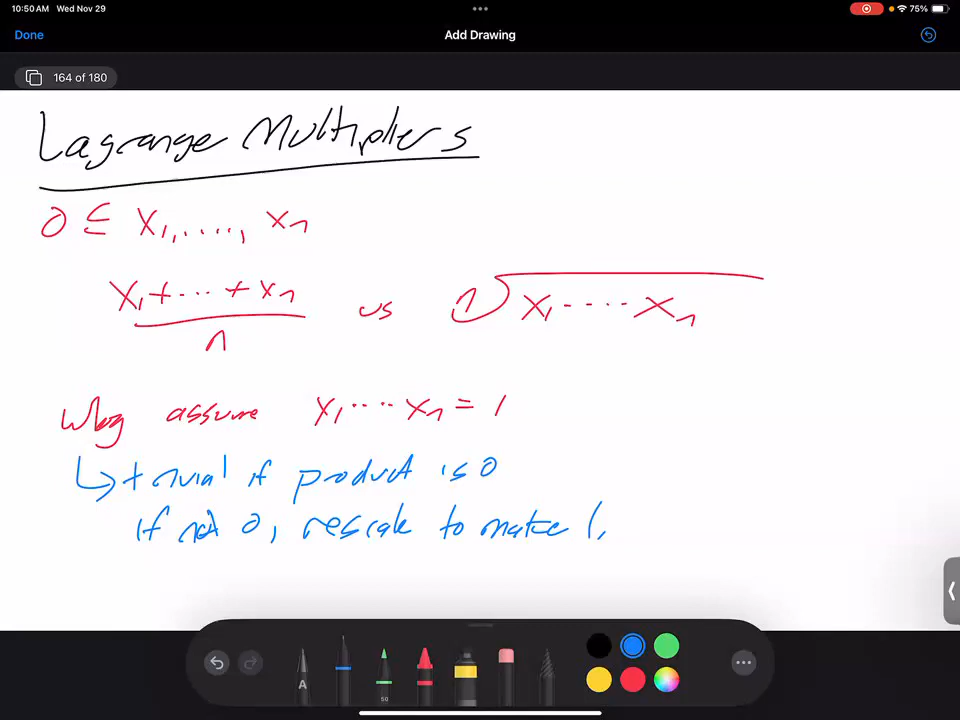 10:50 AM Wed Nov 29
75%
Done
Add Drawing
164 of 180
Lagrange Multipliers
0 ≤ x₁,....., xₙ
x₁+⋯+xₙ
n
vs
ⁿ√x₁⋯xₙ
Wlog assume x₁⋯xₙ = 1
↳ trivial if product is 0
If not 0, rescale to make 1.
A
50